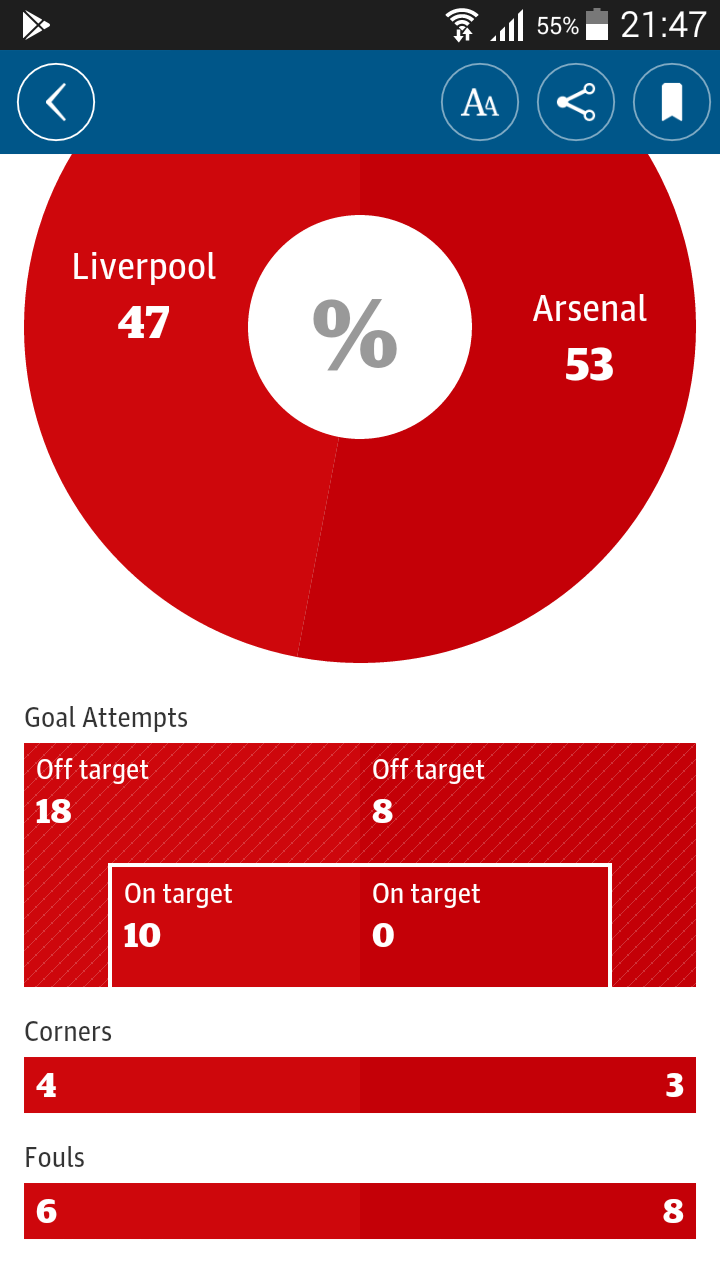 55% 21:47
AA
Liverpool
47
%
Arsenal
53
Goal Attempts
Off target Off target
18 8
On target On target
10 0
Corners
4 3
Fouls
6 8